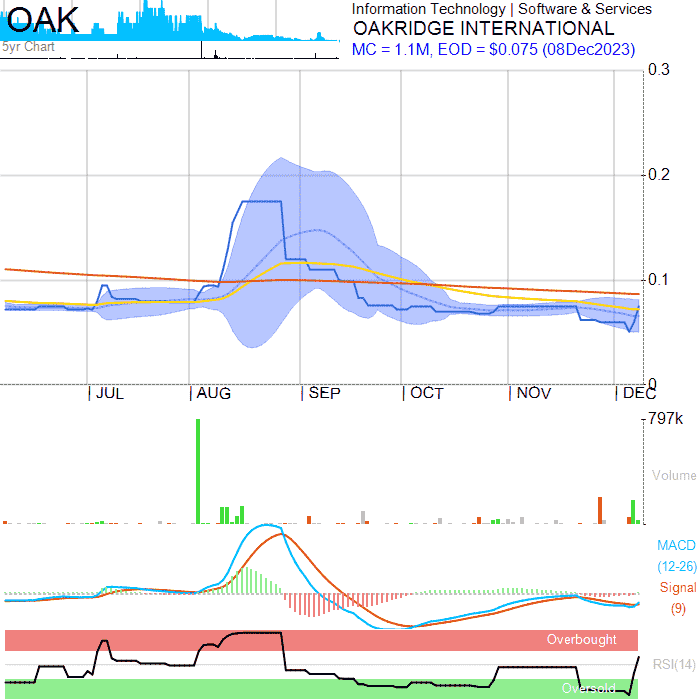 OAK
5yr Chart
Information Technology | Software & Services
OAKRIDGE INTERNATIONAL
MC = 1.1M, EOD = $0.075 (08Dec2023)
0.3
0.2
0.1
0
JUL
AUG
SEP
OCT
NOV
DEC
797k
Volume
MACD
(12-26)
Signal
(9)
Overbought
RSI(14)
Oversold